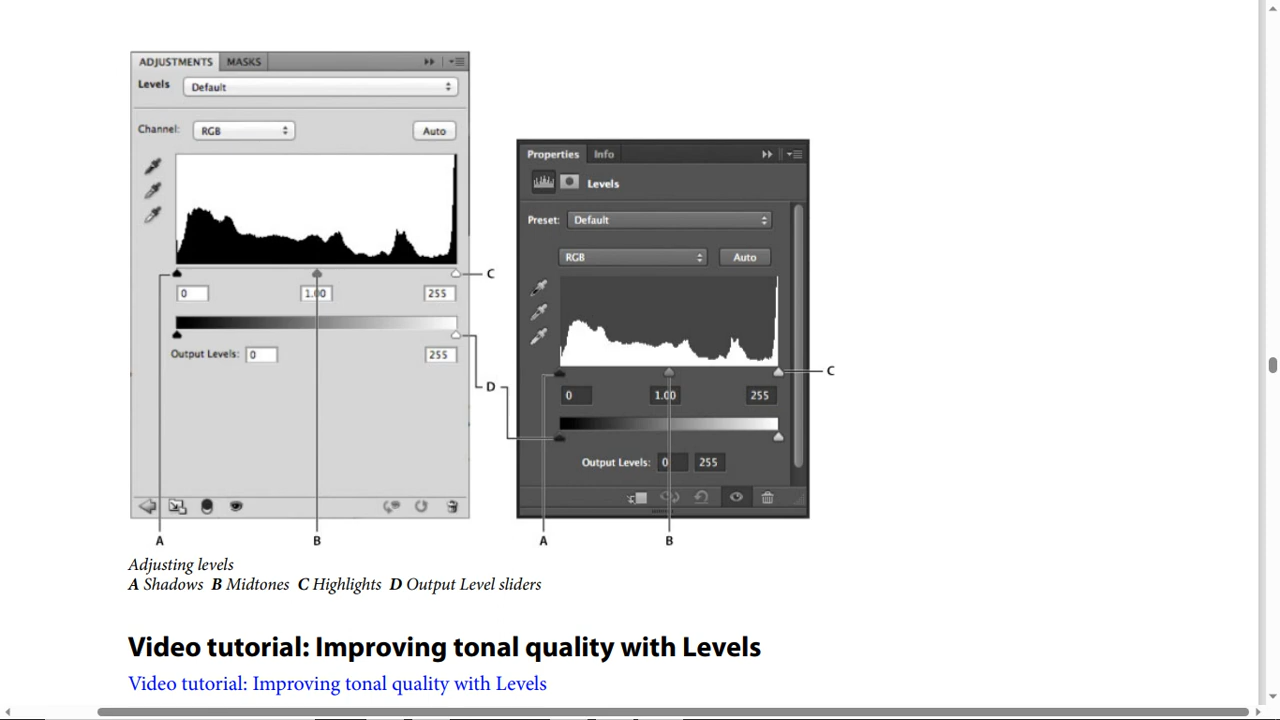 ADJUSTMENTS MASKS
Levels Default
Channel: RGB Auto
C
0 1.00 255
Output Levels: 0 255
D
A B
Properties Info
Levels
Preset: Default
RGB Auto
C
0 1.00 255
Output Levels: 0 255
A B
Adjusting levels
A Shadows B Midtones C Highlights D Output Level sliders
Video tutorial: Improving tonal quality with Levels
Video tutorial: Improving tonal quality with Levels